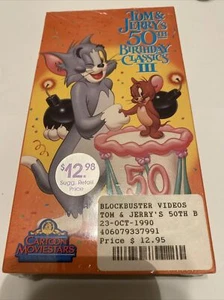 TOM &
JERRY'S
50TH
BIRTHDAY
CLASSICS
III
$12.98
Sugg. Retail
Price
50
BLOCKBUSTER VIDEOS
TOM & JERRY'S 50TH B
23-OCT-1990
406079337991
Price $ 12.95
CARTOON
MOVIESTARS